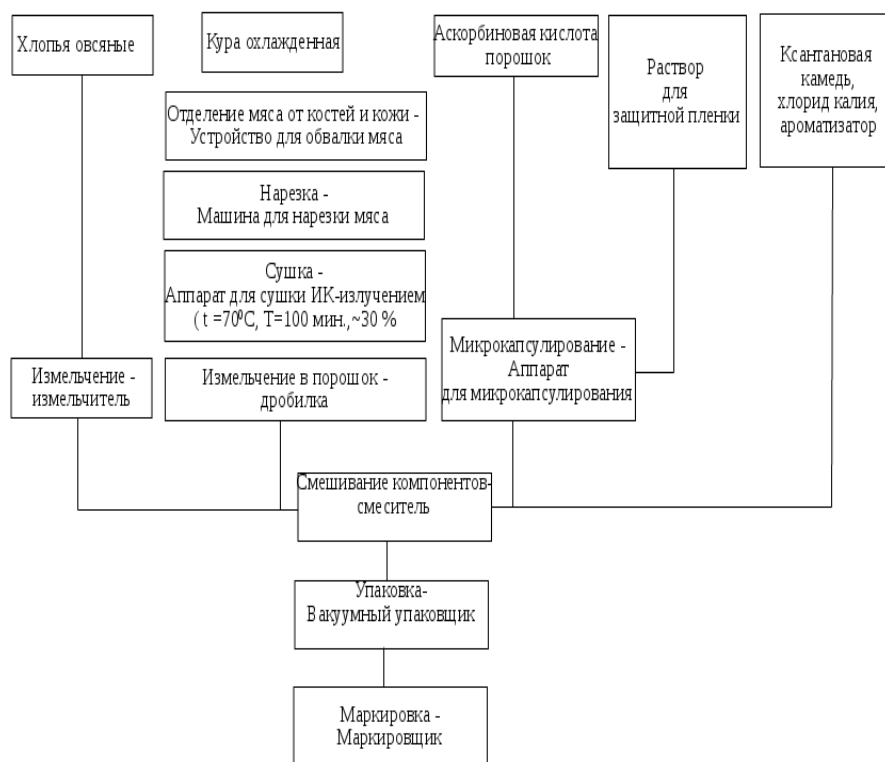 Хлопья овсяные
Кура охлажденная
Аскорбиновая кислота
порошок
Раствор
для
защитной пленки
Ксантановая
камедь,
хлорид калия,
ароматизатор
Отделение мяса от костей и кожи -
Устройство для обвалки мяса
Нарезка -
Машина для нарезки мяса
Сушка -
Аппарат для сушки ИК-излучением
( t =70⁰С, Т=100 мин.,~30 %
Микрокапсулирование -
Аппарат
для микрокапсулирования
Измельчение -
измельчитель
Измельчение в порошок -
дробилка
Смешивание компонентов-
смеситель
Упаковка-
Вакуумный упаковщик
Маркировка -
Маркировщик